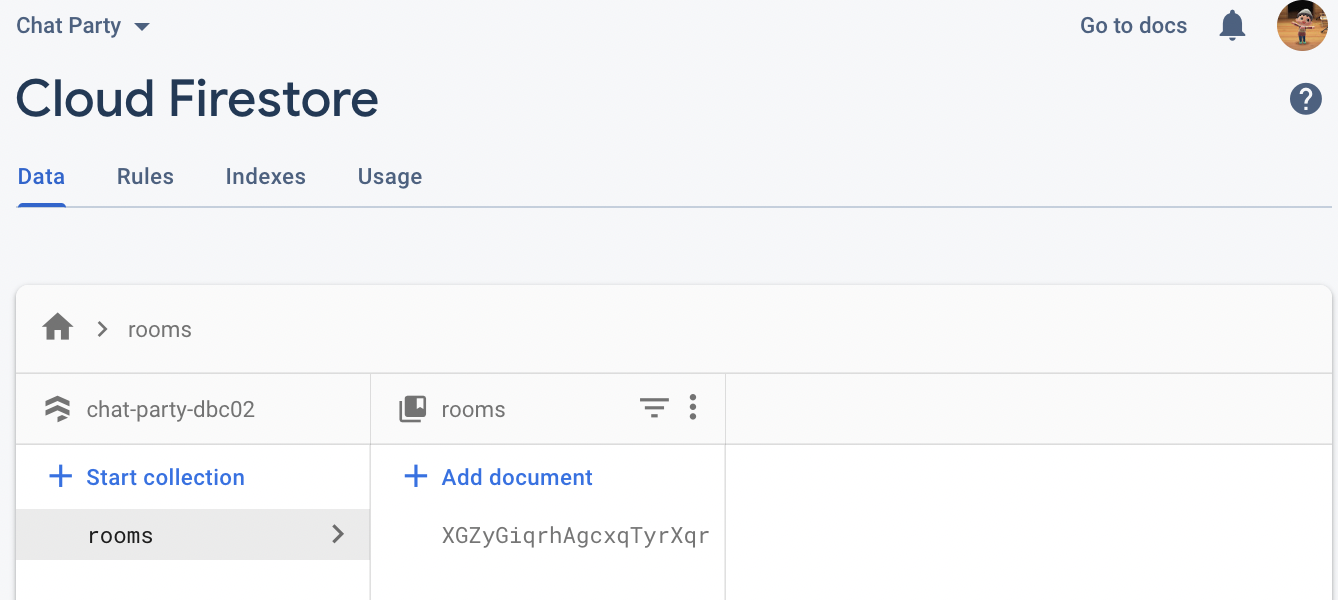 Chat Party
Go to docs
Cloud Firestore
?
Data Rules Indexes Usage
rooms
chat-party-dbc02
rooms
Start collection
Add document
rooms
XGZyGiqrhAgcxqTyrXqr